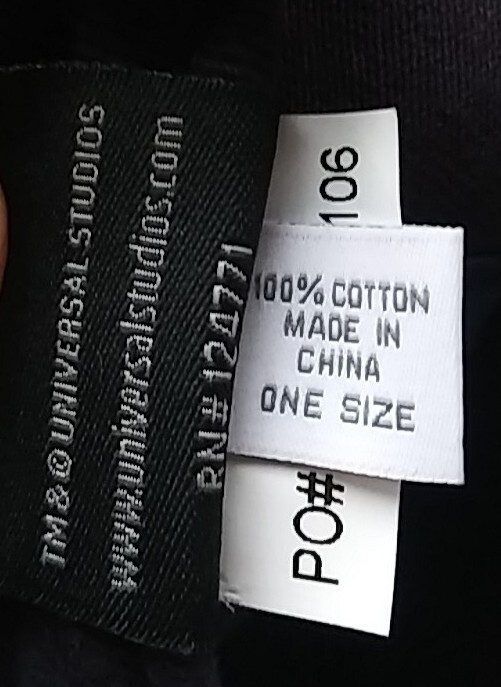 TM & © UNIVERSAL STUDIOS
www.universalstudios.com
RN# 124771
100% COTTON
MADE IN
CHINA
ONE SIZE
PO#
106